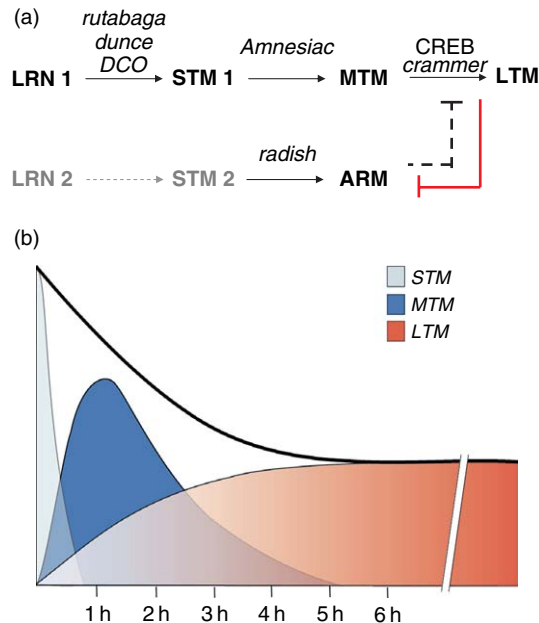 (a)
rutabaga
dunce
DCO
Amnesiac
CREB
crammer
LRN 1 STM 1 MTM LTM
radish
LRN 2 STM 2 ARM
(b)
STM
MTM
LTM
1 h 2 h 3 h 4 h 5 h 6 h